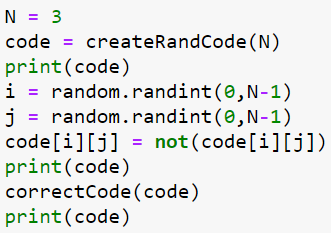 N = 3
code = createRandCode(N)
print(code)
i = random.randint(0,N-1)
j = random.randint(0,N-1)
code[i][j] = not(code[i][j])
print(code)
correctCode(code)
print(code)